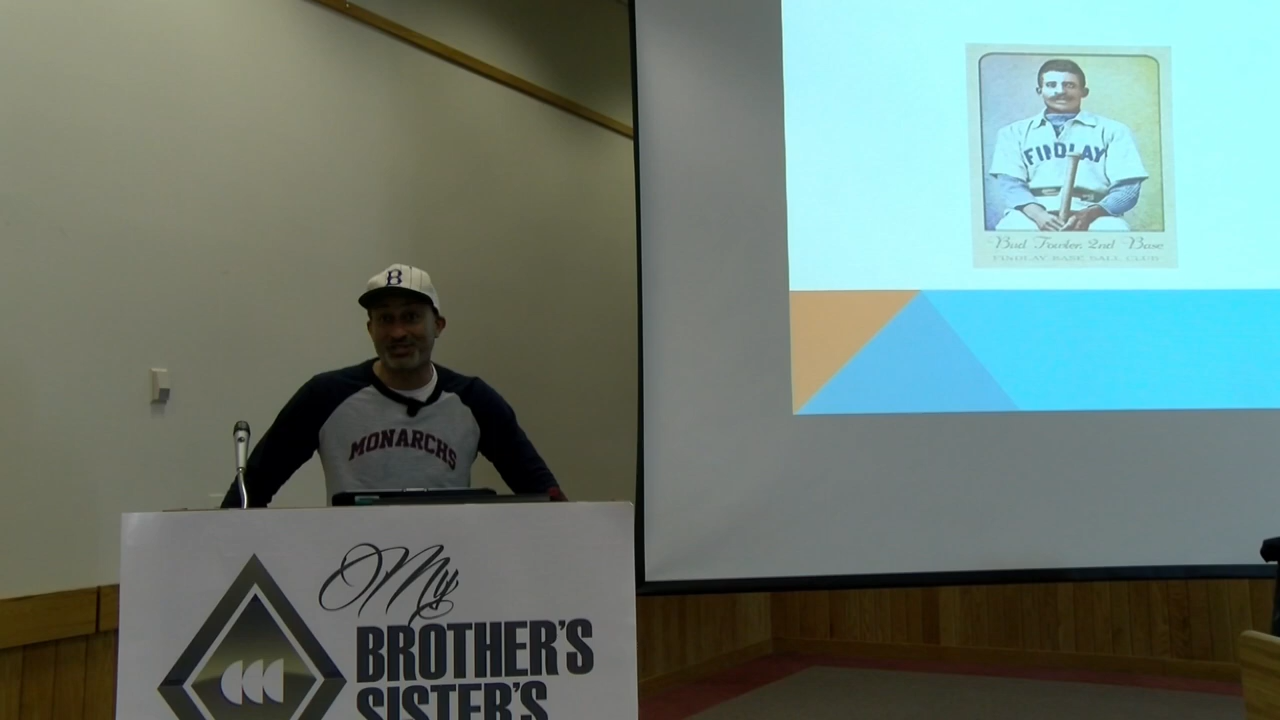 B
MONARCHS
My
BROTHER'S
SISTER'S
FINDLAY
Bud Fowler, 2nd Base
FINDLAY BASE BALL CLUB